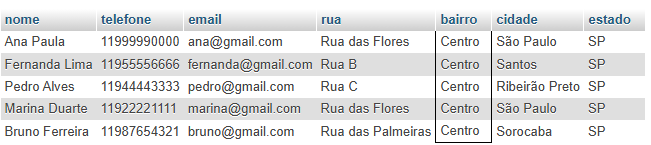 nome telefone email rua bairro cidade estado
Ana Paula 11999990000 ana@gmail.com Rua das Flores Centro São Paulo SP
Fernanda Lima 11955556666 fernanda@gmail.com Rua B Centro Santos SP
Pedro Alves 11944443333 pedro@gmail.com Rua C Centro Ribeirão Preto SP
Marina Duarte 11922221111 marina@gmail.com Rua das Flores Centro São Paulo SP
Bruno Ferreira 11987654321 bruno@gmail.com Rua das Palmeiras Centro Sorocaba SP